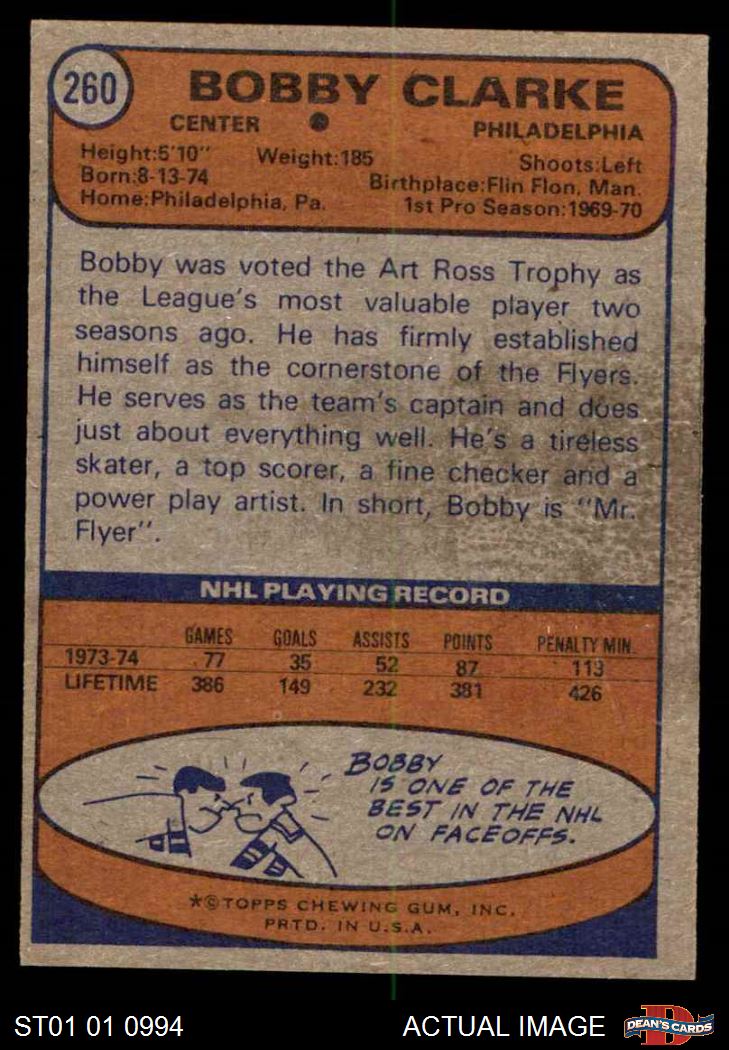 260
BOBBY CLARKE
CENTER
PHILADELPHIA
Height:5'10" Weight:185 Shoots:Left
Born:8-13-74 Birthplace:Flin Flon, Man.
Home:Philadelphia, Pa. 1st Pro Season:1969-70
Bobby was voted the Art Ross Trophy as
the League's most valuable player two
seasons ago. He has firmly established
himself as the cornerstone of the Flyers.
He serves as the team's captain and does
just about everything well. He's a tireless
skater, a top scorer, a fine checker and a
power play artist. In short, Bobby is "Mr.
Flyer".
NHL PLAYING RECORD
GAMES GOALS ASSISTS POINTS PENALTY MIN.
1973-74 77 35 52 87 113
LIFETIME 386 149 232 381 426
BOBBY
IS ONE OF THE
BEST IN THE NHL
ON FACEOFFS.
*©TOPPS CHEWING GUM, INC.
PRTD. IN U.S.A.
ST01 01 0994 ACTUAL IMAGE DEAN'S CARDS